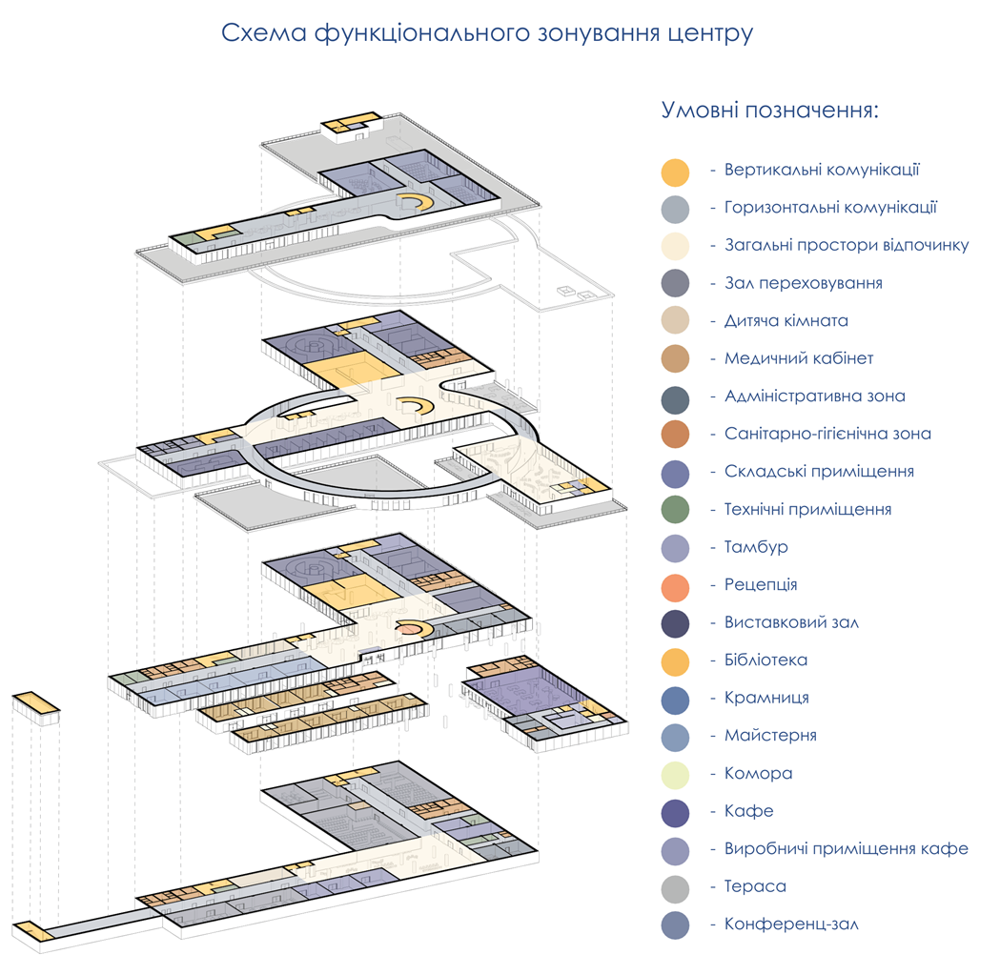 Схема функціонального зонування центру
Умовні позначення:
- Вертикальні комунікації
- Горизонтальні комунікації
- Загальні простори відпочинку
- Зал переховування
- Дитяча кімната
- Медичний кабінет
- Адміністративна зона
- Санітарно-гігієнічна зона
- Складські приміщення
- Технічні приміщення
- Тамбур
- Рецепція
- Виставковий зал
- Бібліотека
- Крамниця
- Майстерня
- Комора
- Кафе
- Виробничі приміщення кафе
- Тераса
- Конференц-зал